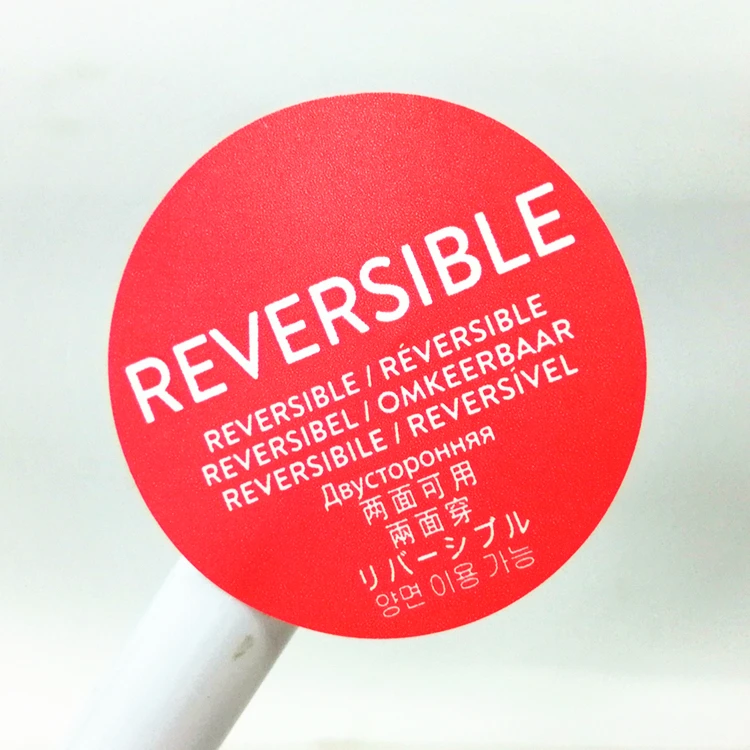 REVERSIBLE
REVERSIBLE / RÉVERSIBLE
REVERSIBEL / OMKEERBAAR
REVERSIBILE / REVERSÍVEL
Двусторонняя
两面可用
兩面穿
リバーシブル
양면 이용 가능